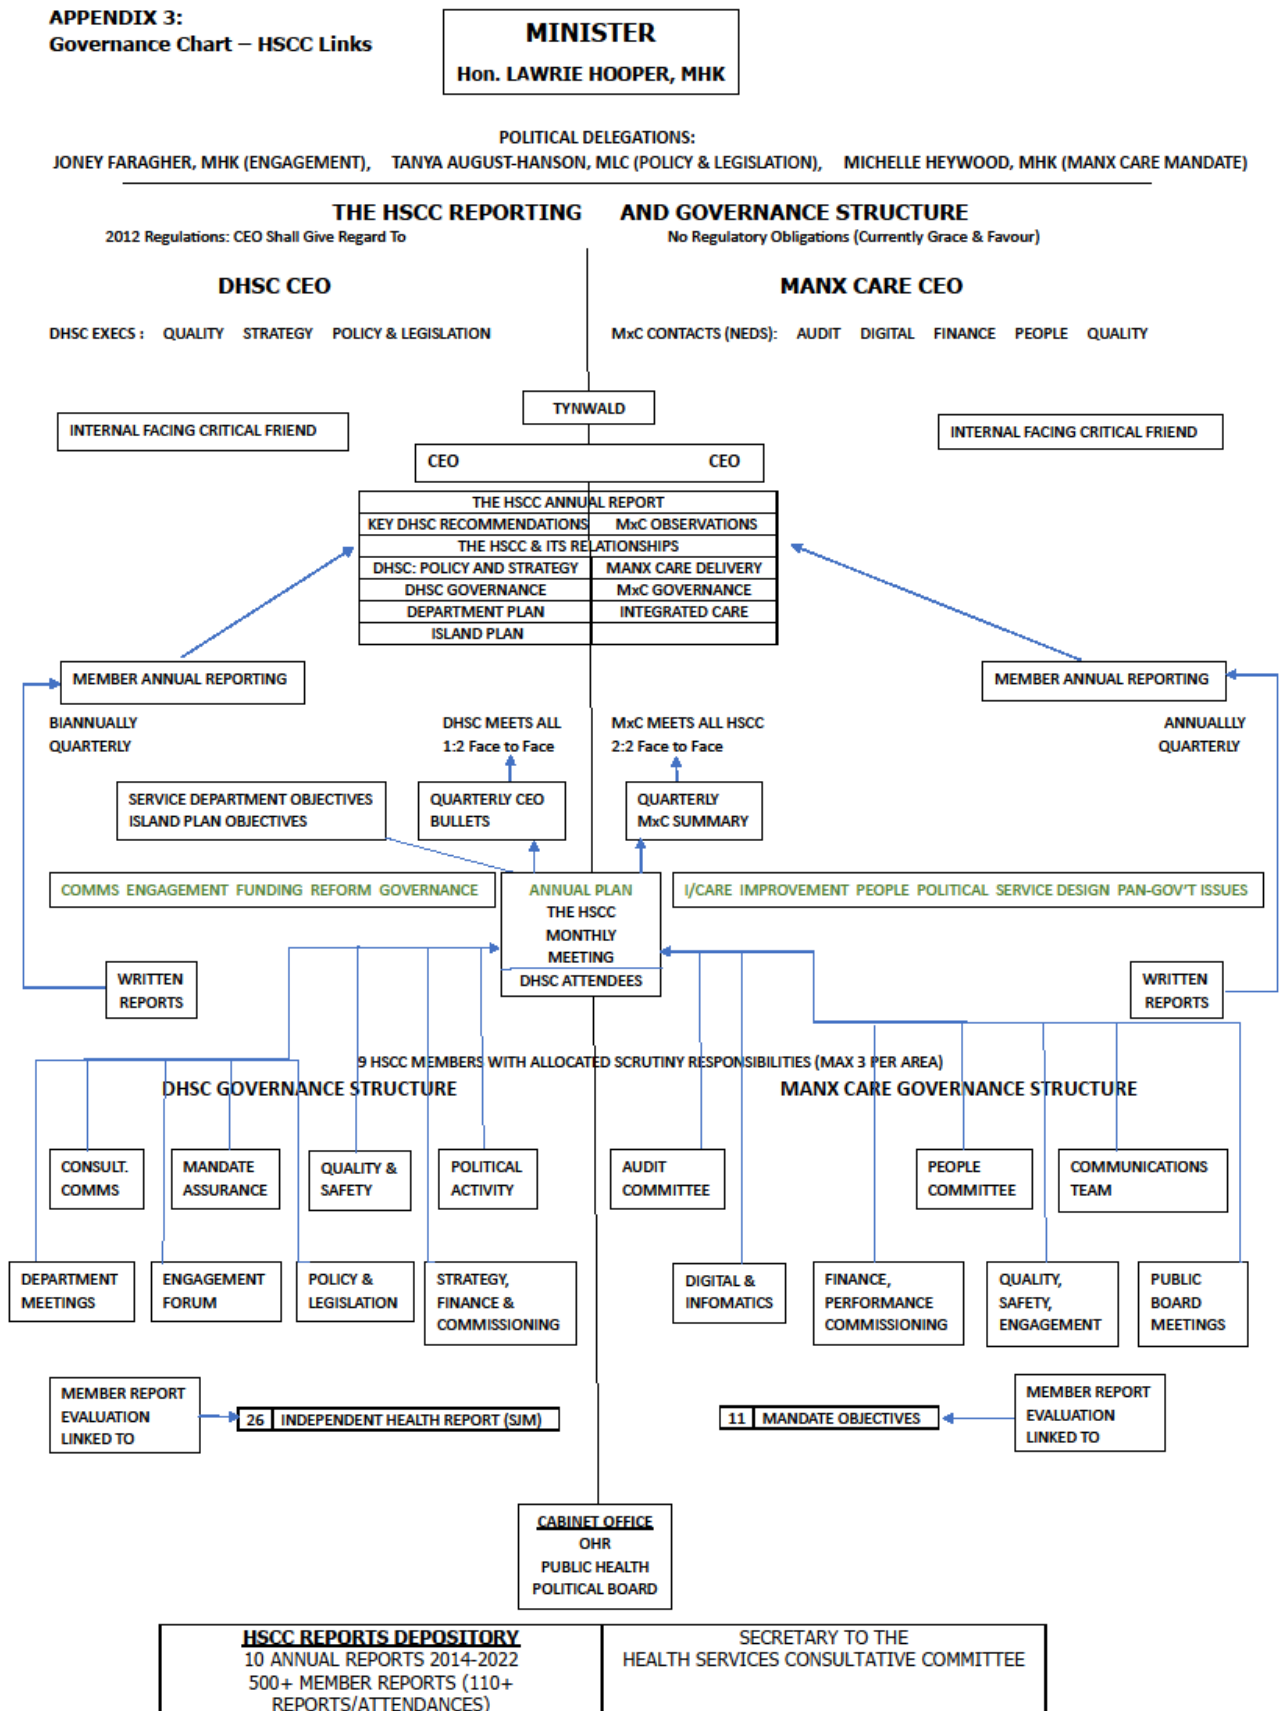 APPENDIX 3:
Governance Chart – HSCC Links
MINISTER
Hon. LAWRIE HOOPER, MHK
POLITICAL DELEGATIONS:
JONEY FARAGHER, MHK (ENGAGEMENT), TANYA AUGUST-HANSON, MLC (POLICY & LEGISLATION), MICHELLE HEYWOOD, MHK (MANX CARE MANDATE)
THE HSCC REPORTING AND GOVERNANCE STRUCTURE
2012 Regulations: CEO Shall Give Regard To No Regulatory Obligations (Currently Grace & Favour)
DHSC CEO MANX CARE CEO
DHSC EXECS : QUALITY STRATEGY POLICY & LEGISLATION MxC CONTACTS (NEDS): AUDIT DIGITAL FINANCE PEOPLE QUALITY
TYNWALD
INTERNAL FACING CRITICAL FRIEND INTERNAL FACING CRITICAL FRIEND
CEO CEO
THE HSCC ANNUAL REPORT
KEY DHSC RECOMMENDATIONS MxC OBSERVATIONS
THE HSCC & ITS RELATIONSHIPS
DHSC: POLICY AND STRATEGY MANX CARE DELIVERY
DHSC GOVERNANCE MxC GOVERNANCE
DEPARTMENT PLAN INTEGRATED CARE
ISLAND PLAN
MEMBER ANNUAL REPORTING MEMBER ANNUAL REPORTING
BIANNUALLY DHSC MEETS ALL MxC MEETS ALL HSCC ANNUALLLY
QUARTERLY 1:2 Face to Face 2:2 Face to Face QUARTERLY
SERVICE DEPARTMENT OBJECTIVES QUARTERLY CEO QUARTERLY
ISLAND PLAN OBJECTIVES BULLETS MxC SUMMARY
COMMS ENGAGEMENT FUNDING REFORM GOVERNANCE ANNUAL PLAN I/CARE IMPROVEMENT PEOPLE POLITICAL SERVICE DESIGN PAN-GOV'T ISSUES
THE HSCC
MONTHLY
MEETING
DHSC ATTENDEES
WRITTEN WRITTEN
REPORTS REPORTS
9 HSCC MEMBERS WITH ALLOCATED SCRUTINY RESPONSIBILITIES (MAX 3 PER AREA)
DHSC GOVERNANCE STRUCTURE MANX CARE GOVERNANCE STRUCTURE
CONSULT. MANDATE QUALITY & POLITICAL AUDIT PEOPLE COMMUNICATIONS
COMMS ASSURANCE SAFETY ACTIVITY COMMITTEE COMMITTEE TEAM
DEPARTMENT ENGAGEMENT POLICY & STRATEGY, DIGITAL & FINANCE, QUALITY, PUBLIC
MEETINGS FORUM LEGISLATION FINANCE & INFOMATICS PERFORMANCE SAFETY, BOARD
COMMISSIONING COMMISSIONING ENGAGEMENT MEETINGS
MEMBER REPORT MEMBER REPORT
EVALUATION 26 INDEPENDENT HEALTH REPORT (SJM) 11 MANDATE OBJECTIVES EVALUATION
LINKED TO LINKED TO
CABINET OFFICE
OHR
PUBLIC HEALTH
POLITICAL BOARD
HSCC REPORTS DEPOSITORY SECRETARY TO THE
10 ANNUAL REPORTS 2014-2022 HEALTH SERVICES CONSULTATIVE COMMITTEE
500+ MEMBER REPORTS (110+
REPORTS/ATTENDANCES)